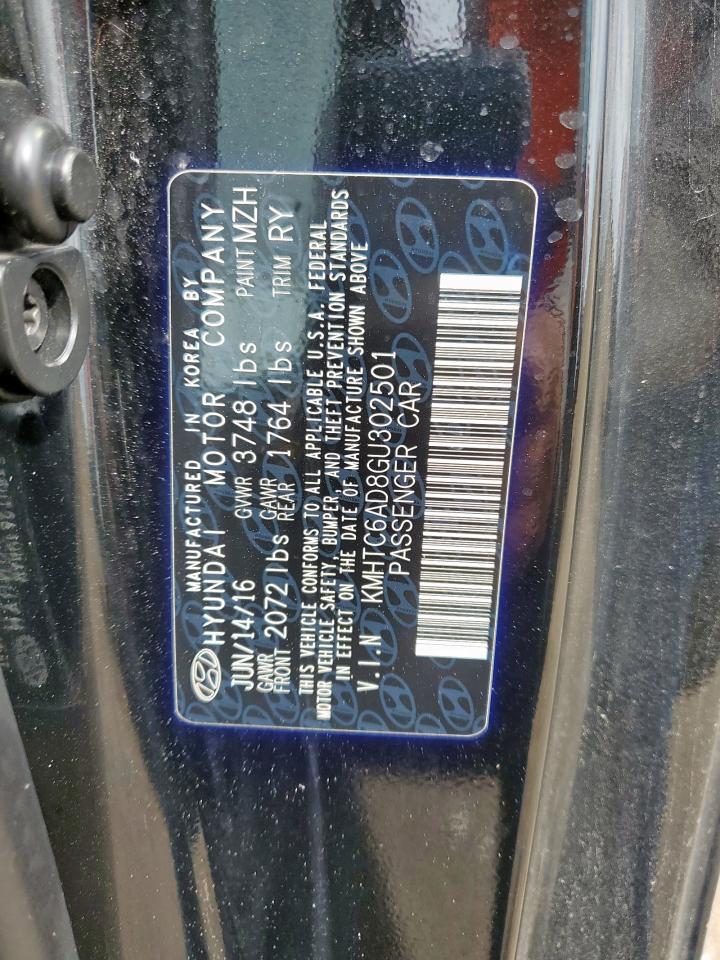 MANUFACTURED IN KOREA BY
HYUNDAI MOTOR COMPANY
JUN/14/16 GVWR 3748 lbs PAINT MZH
GAWR FRONT 2072 lbs GAWR REAR 1764 lbs TRIM RY
THIS VEHICLE CONFORMS TO ALL APPLICABLE U.S.A. FEDERAL
MOTOR VEHICLE SAFETY, BUMPER, AND THEFT PREVENTION STANDARDS
IN EFFECT ON THE DATE OF MANUFACTURE SHOWN ABOVE
V.I.N KMHTC6AD8GU302501
PASSENGER CAR